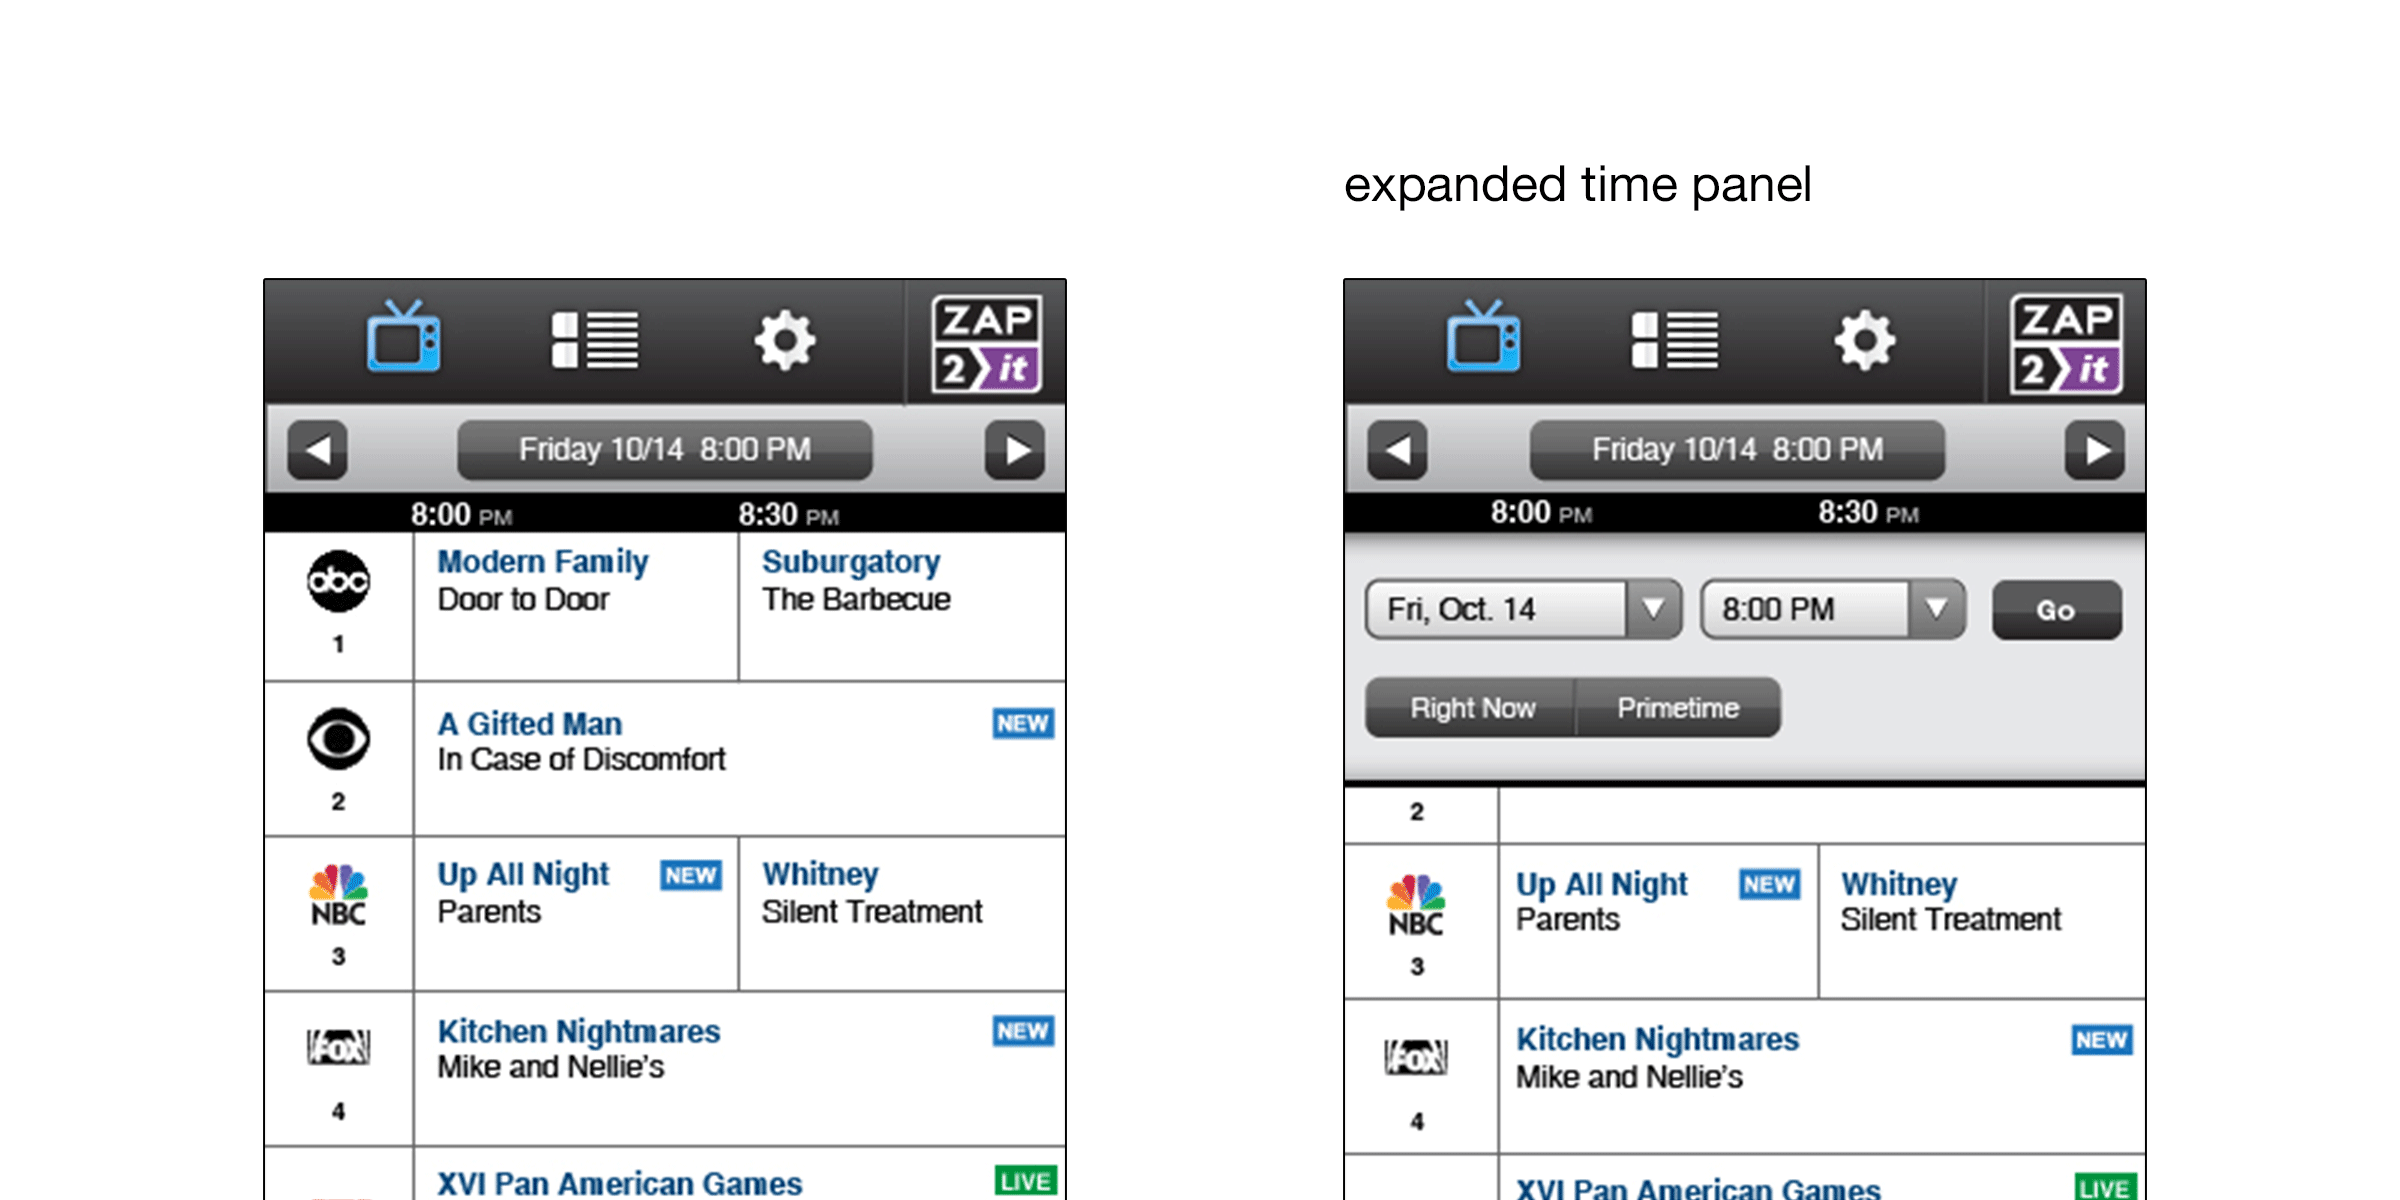 expanded time panel
ZAP
2 it
Friday 10/14 8:00 PM
8:00 PM 8:30 PM
abc
1
Modern Family
Door to Door
Suburgatory
The Barbecue
2
A Gifted Man NEW
In Case of Discomfort
NBC
3
Up All Night NEW
Parents
Whitney
Silent Treatment
FOX
4
Kitchen Nightmares NEW
Mike and Nellie's
XVI Pan American Games LIVE
ZAP
2 it
Friday 10/14 8:00 PM
8:00 PM 8:30 PM
Fri, Oct. 14 8:00 PM Go
Right Now Primetime
2
NBC
3
Up All Night NEW
Parents
Whitney
Silent Treatment
FOX
4
Kitchen Nightmares NEW
Mike and Nellie's
XVI Pan American Games LIVE